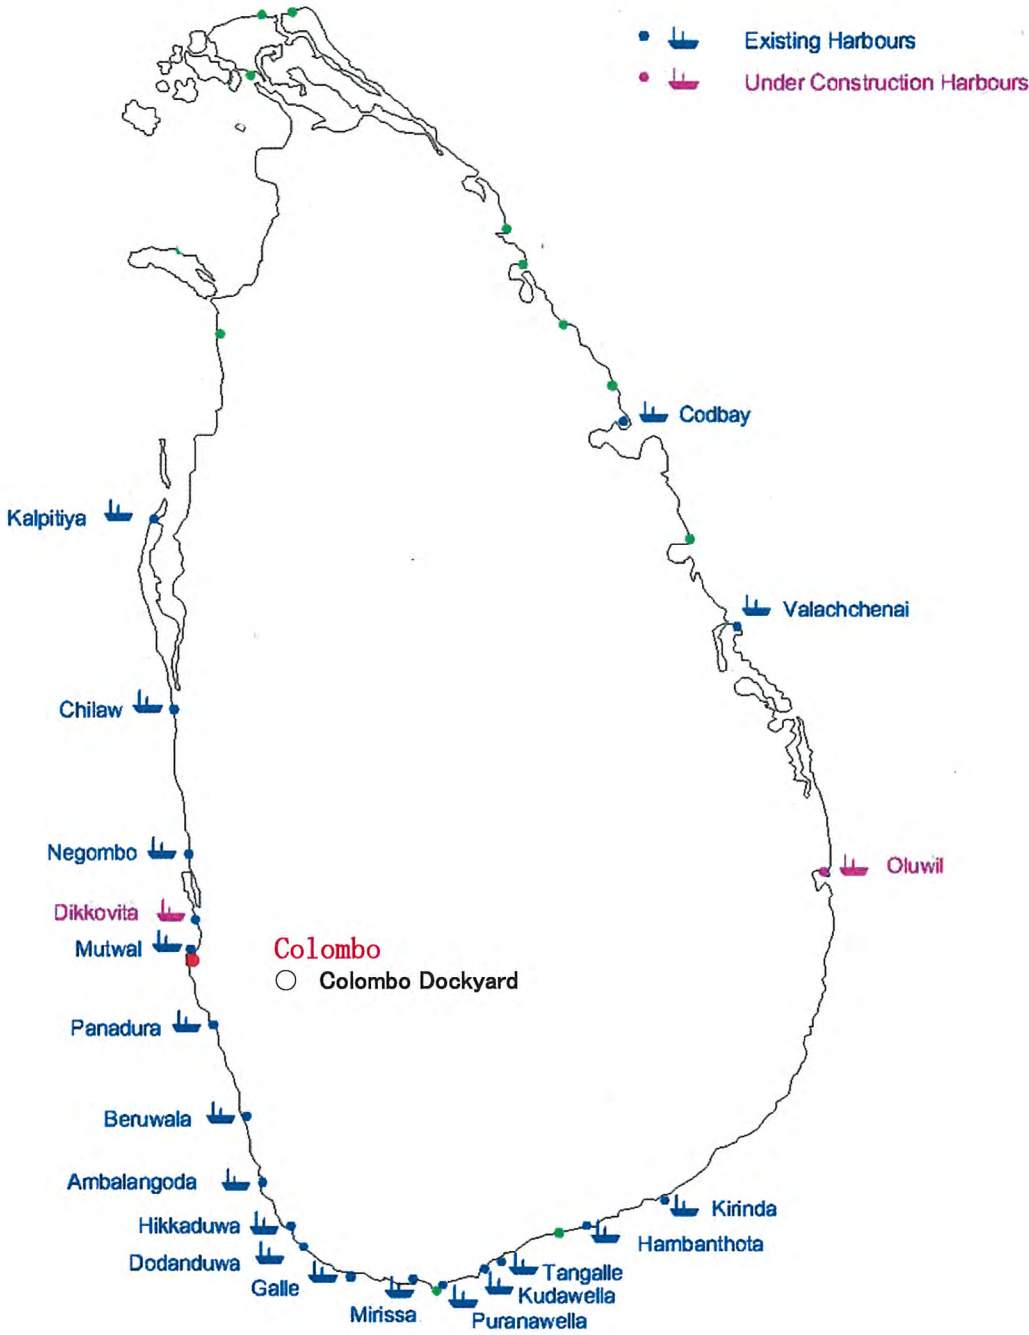 Existing Harbours
Under Construction Harbours
Codbay
Kalpitiya
Valachchenai
Chilaw
Negombo
Oluwil
Dikkovita
Mutwal
Colombo
Colombo Dockyard
Panadura
Beruwala
Ambalangoda
Kirinda
Hikkaduwa
Hambanthota
Dodanduwa
Tangalle
Galle
Kudawella
Mirissa
Puranawella